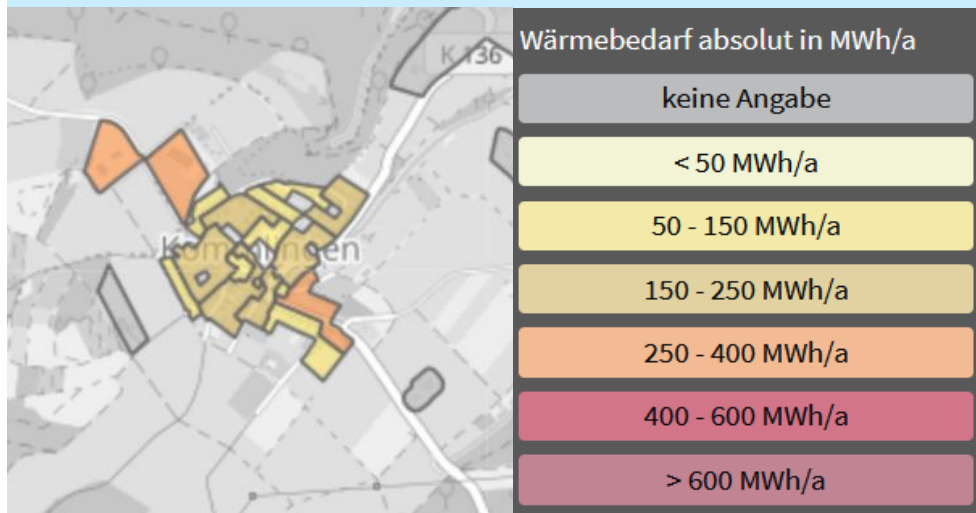 K 136
Kommlingen
Wärmebedarf absolut in MWh/a
keine Angabe
< 50 MWh/a
50 - 150 MWh/a
150 - 250 MWh/a
250 - 400 MWh/a
400 - 600 MWh/a
> 600 MWh/a